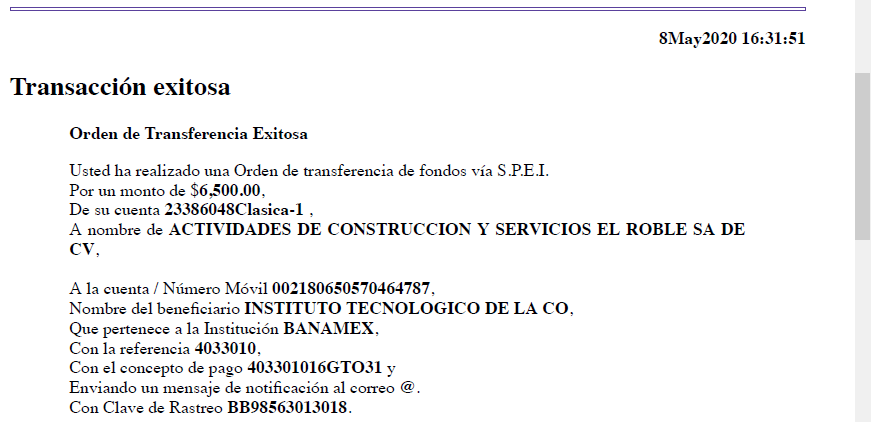 8May2020 16:31:51
Transacción exitosa
Orden de Transferencia Exitosa
Usted ha realizado una Orden de transferencia de fondos vía S.P.E.I.
Por un monto de $6,500.00,
De su cuenta 23386048Clasica-1 ,
A nombre de ACTIVIDADES DE CONSTRUCCION Y SERVICIOS EL ROBLE SA DE
CV,
A la cuenta / Número Móvil 002180650570464787,
Nombre del beneficiario INSTITUTO TECNOLOGICO DE LA CO,
Que pertenece a la Institución BANAMEX,
Con la referencia 4033010,
Con el concepto de pago 403301016GTO31 y
Enviando un mensaje de notificación al correo @.
Con Clave de Rastreo BB98563013018.